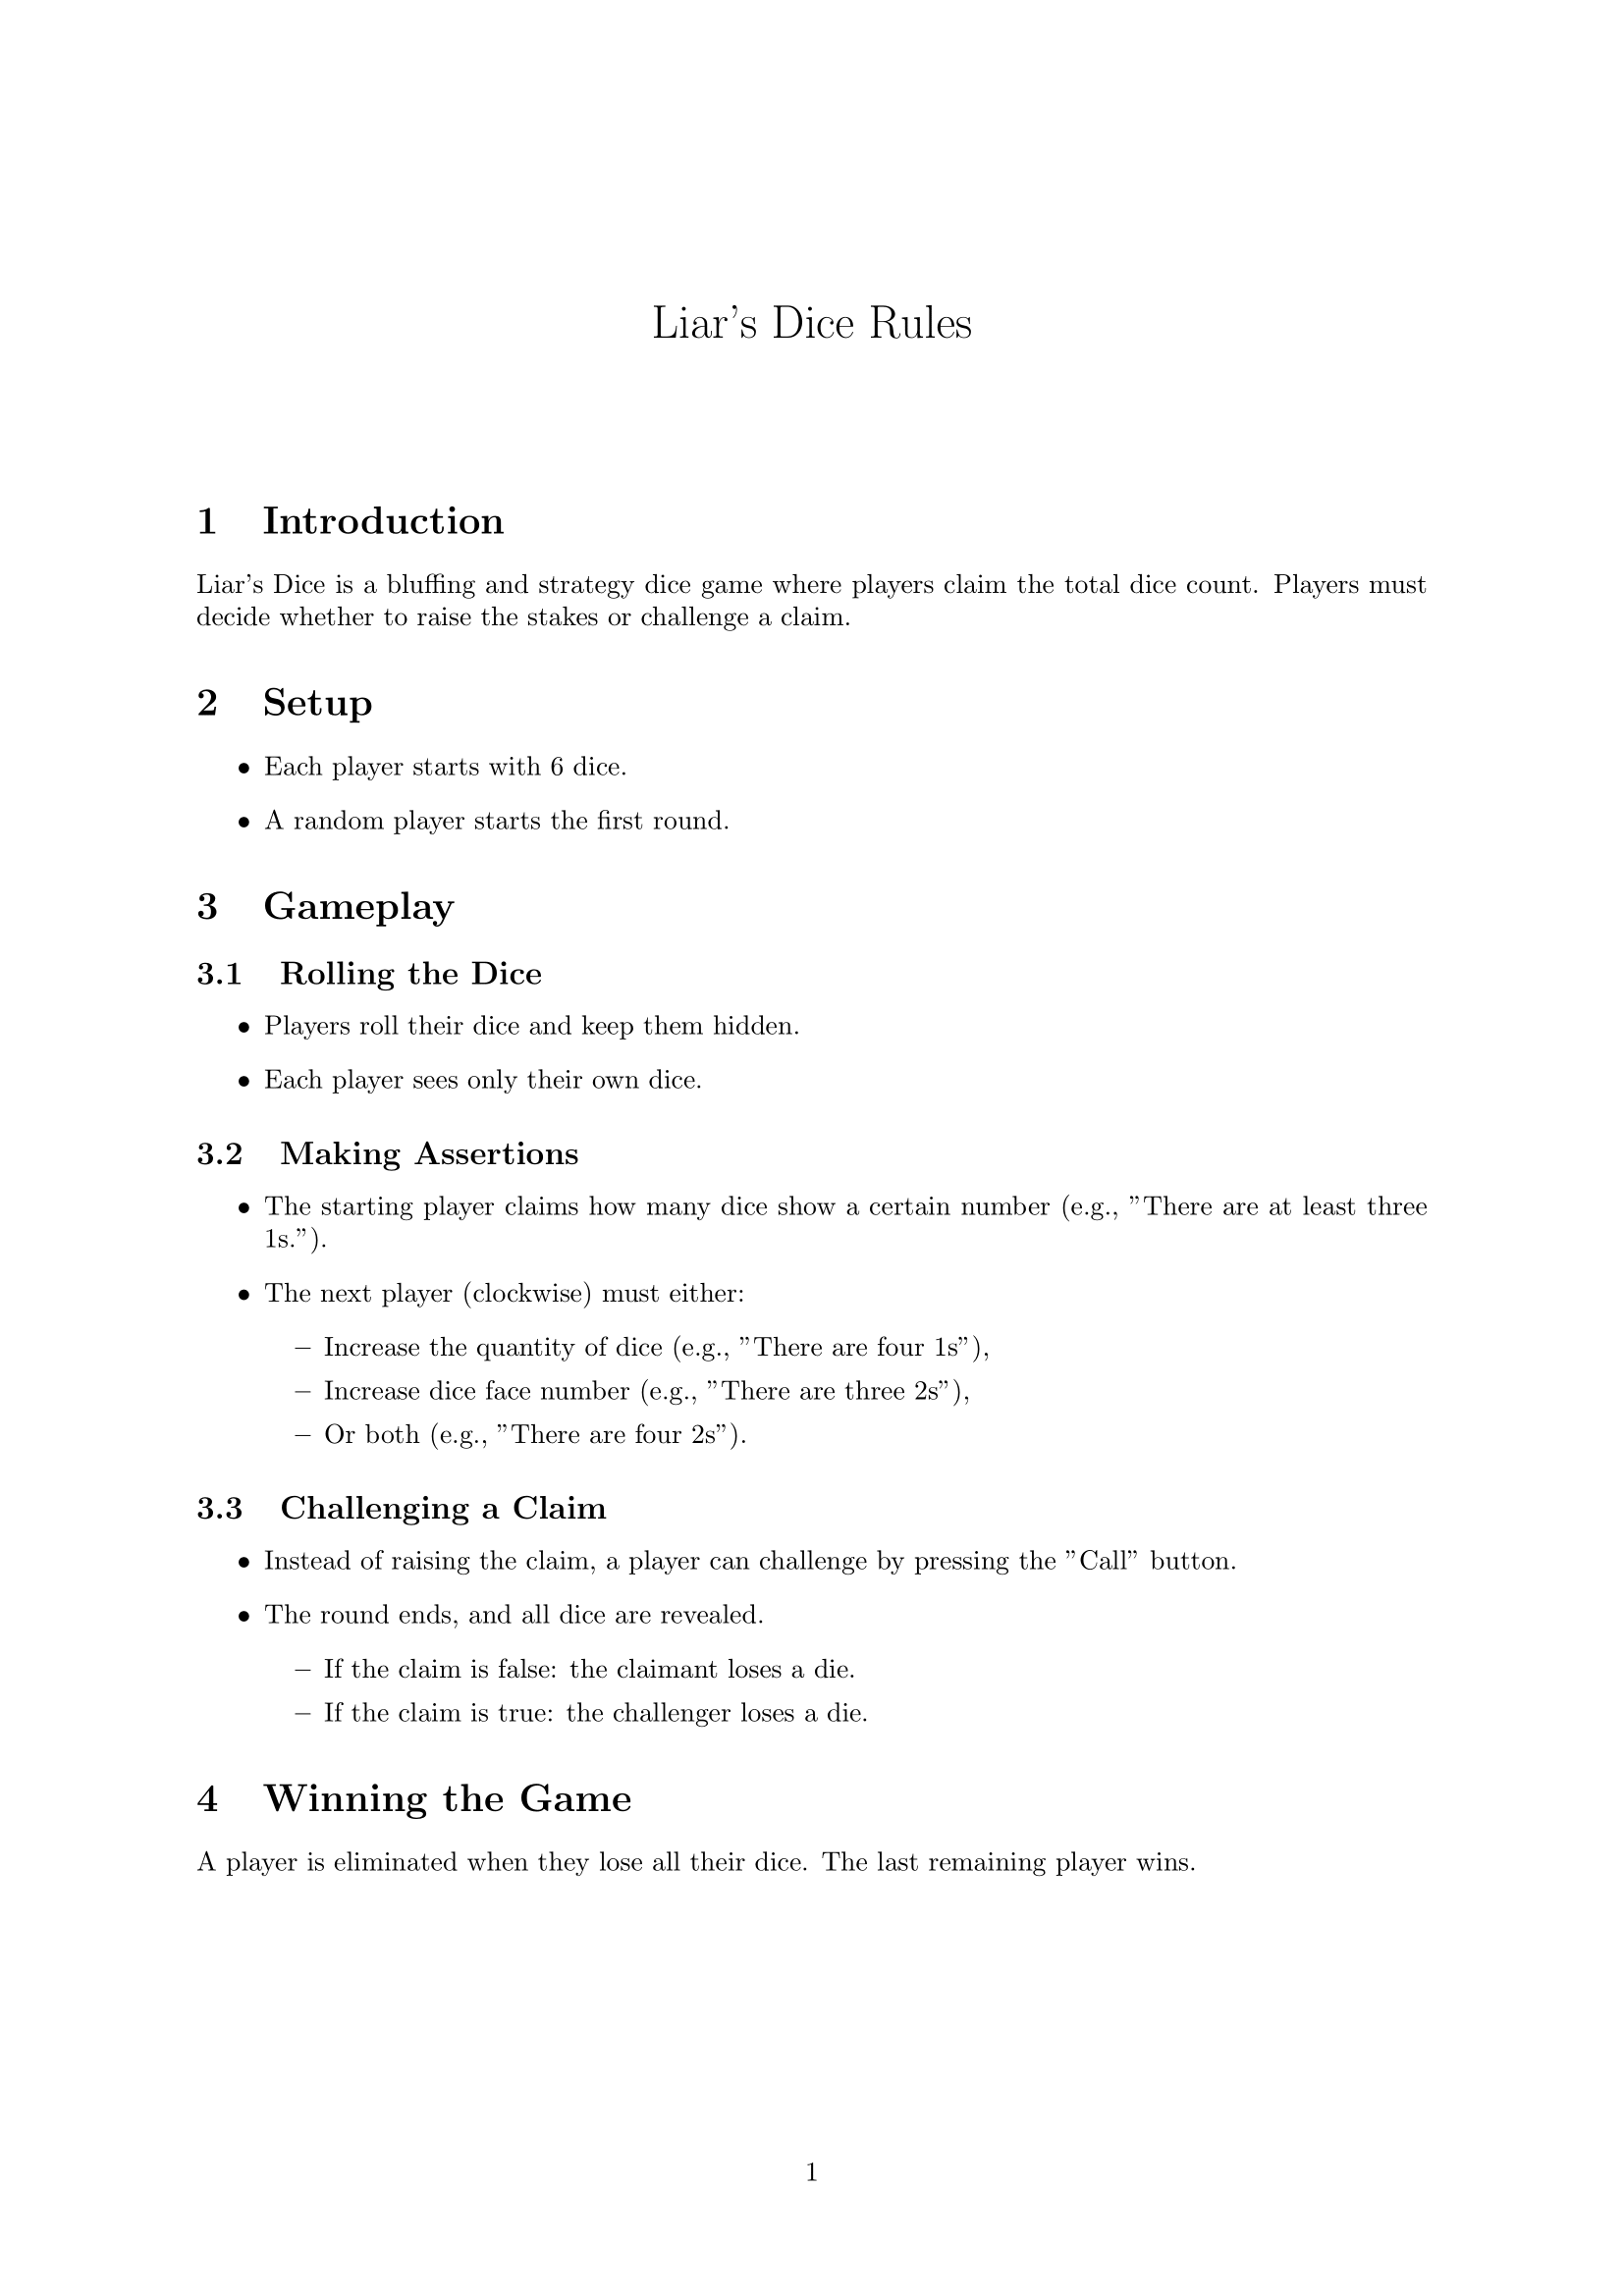 Liar's Dice Rules
1 Introduction
Liar's Dice is a bluffing and strategy dice game where players claim the total dice count. Players must
decide whether to raise the stakes or challenge a claim.
2 Setup
• Each player starts with 6 dice.
• A random player starts the first round.
3 Gameplay
3.1 Rolling the Dice
• Players roll their dice and keep them hidden.
• Each player sees only their own dice.
3.2 Making Assertions
• The starting player claims how many dice show a certain number (e.g., ”There are at least three
1s.”).
• The next player (clockwise) must either:
– Increase the quantity of dice (e.g., ”There are four 1s”),
– Increase dice face number (e.g., ”There are three 2s”),
– Or both (e.g., ”There are four 2s”).
3.3 Challenging a Claim
• Instead of raising the claim, a player can challenge by pressing the ”Call” button.
• The round ends, and all dice are revealed.
– If the claim is false: the claimant loses a die.
– If the claim is true: the challenger loses a die.
4 Winning the Game
A player is eliminated when they lose all their dice. The last remaining player wins.
1